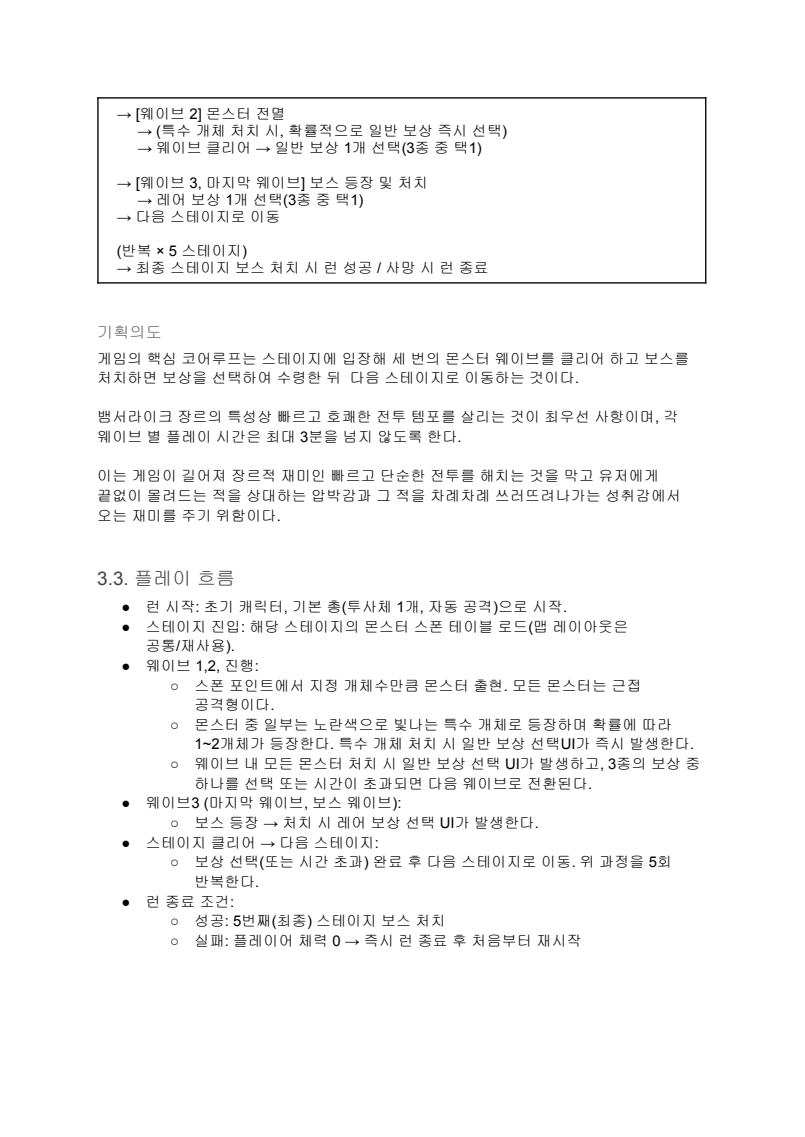 → [웨이브 2] 몬스터 전멸
→ (특수 개체 처치 시, 확률적으로 일반 보상 즉시 선택)
→ 웨이브 클리어 → 일반 보상 1개 선택(3종 중 택1)
→ [웨이브 3, 마지막 웨이브] 보스 등장 및 처치
→ 레어 보상 1개 선택(3종 중 택1)
→ 다음 스테이지로 이동
(반복 × 5 스테이지)
→ 최종 스테이지 보스 처치 시 런 성공 / 사망 시 런 종료
기획의도
게임의 핵심 코어루프는 스테이지에 입장해 세 번의 몬스터 웨이브를 클리어 하고 보스를
처치하면 보상을 선택하여 수령한 뒤 다음 스테이지로 이동하는 것이다.
뱀서라이크 장르의 특성상 빠르고 호쾌한 전투 템포를 살리는 것이 최우선 사항이며, 각
웨이브 별 플레이 시간은 최대 3분을 넘지 않도록 한다.
이는 게임이 길어져 장르적 재미인 빠르고 단순한 전투를 해치는 것을 막고 유저에게
끝없이 몰려드는 적을 상대하는 압박감과 그 적을 차례차례 쓰러뜨려나가는 성취감에서
오는 재미를 주기 위함이다.
3.3. 플레이 흐름
● 런 시작: 초기 캐릭터, 기본 총(투사체 1개, 자동 공격)으로 시작.
● 스테이지 진입: 해당 스테이지의 몬스터 스폰 테이블 로드(맵 레이아웃은
공통/재사용).
● 웨이브 1,2, 진행:
○ 스폰 포인트에서 지정 개체수만큼 몬스터 출현. 모든 몬스터는 근접
공격형이다.
○ 몬스터 중 일부는 노란색으로 빛나는 특수 개체로 등장하며 확률에 따라
1~2개체가 등장한다. 특수 개체 처치 시 일반 보상 선택UI가 즉시 발생한다.
○ 웨이브 내 모든 몬스터 처치 시 일반 보상 선택 UI가 발생하고, 3종의 보상 중
하나를 선택 또는 시간이 초과되면 다음 웨이브로 전환된다.
● 웨이브3 (마지막 웨이브, 보스 웨이브):
○ 보스 등장 → 처치 시 레어 보상 선택 UI가 발생한다.
● 스테이지 클리어 → 다음 스테이지:
○ 보상 선택(또는 시간 초과) 완료 후 다음 스테이지로 이동. 위 과정을 5회
반복한다.
● 런 종료 조건:
○ 성공: 5번째(최종) 스테이지 보스 처치
○ 실패: 플레이어 체력 0 → 즉시 런 종료 후 처음부터 재시작